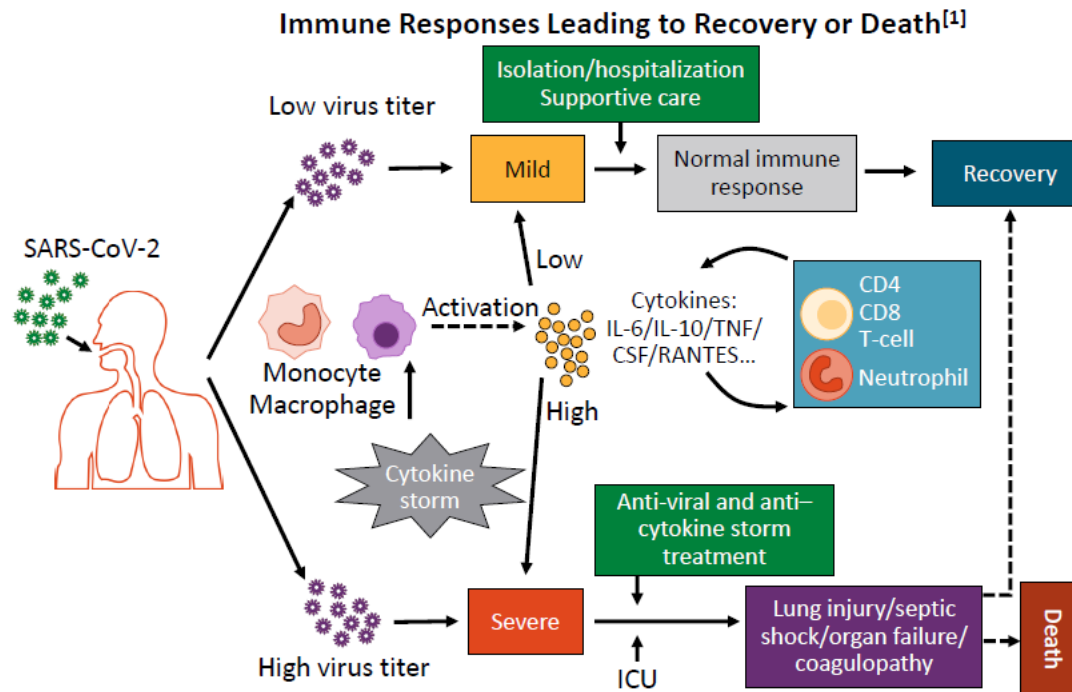 Immune Responses Leading to Recovery or Death[1]
Isolation/hospitalization
Supportive care
Low virus titer
Mild
Normal immune
response
Recovery
SARS-CoV-2
Low
Activation
Cytokines:
IL-6/IL-10/TNF/
CSF/RANTES...
CD4
CD8
T-cell
Neutrophil
Monocyte
Macrophage
High
Cytokine
storm
Anti-viral and anti–
cytokine storm
treatment
Severe
Lung injury/septic
shock/organ failure/
coagulopathy
Death
High virus titer
ICU